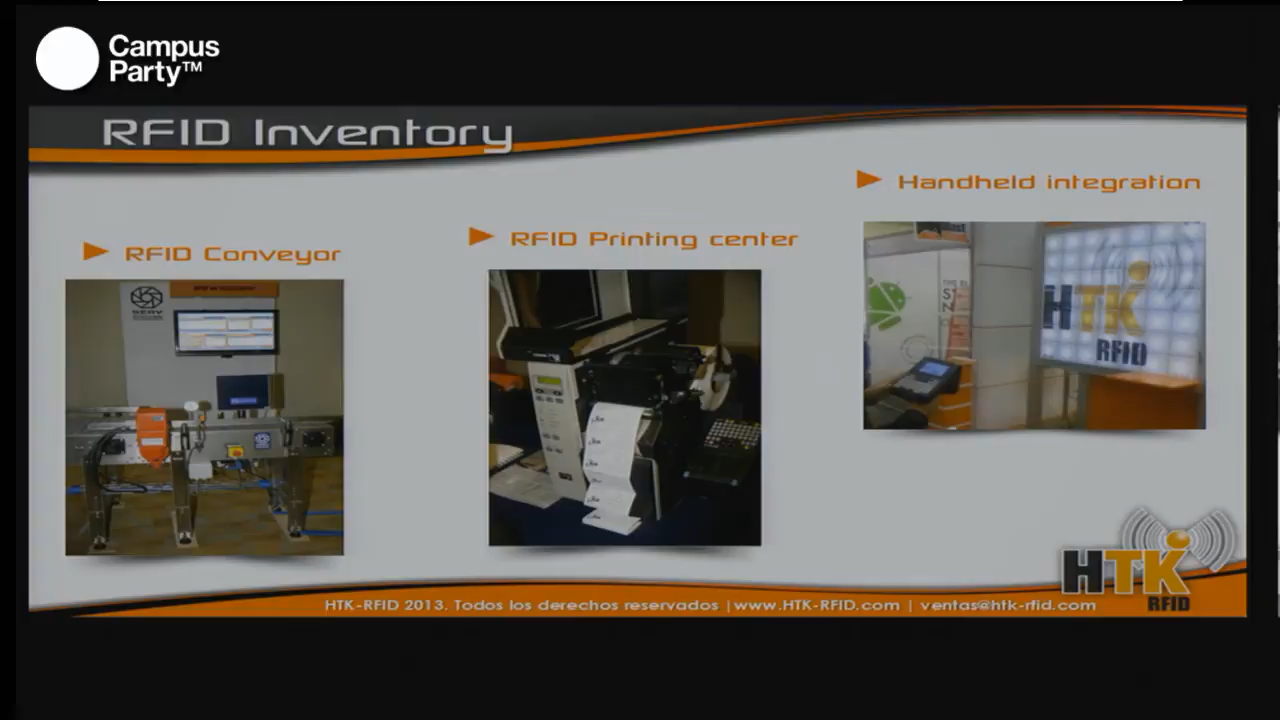 Campus
Party™
RFID Inventory
Handheld integration
RFID Conveyor
RFID Printing center
HTK
RFID
HTK
RFID
HTK-RFID 2013. Todos los derechos reservados | www.HTK-RFID.com | ventas@htk-rfid.com